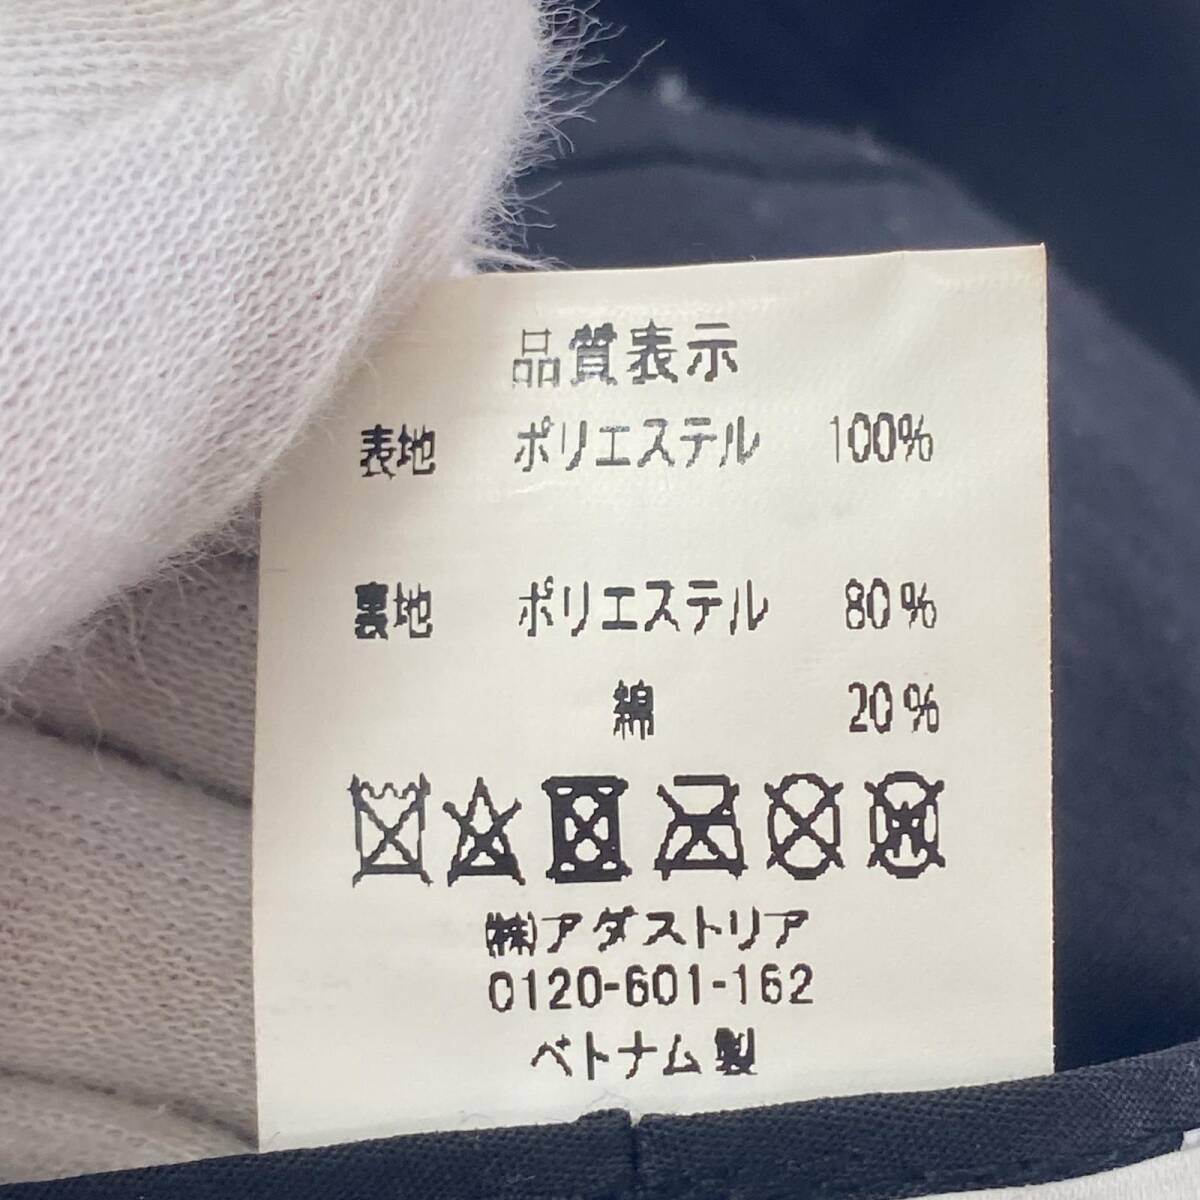 品質表示
表地 ポリエステル 100%
裏地 ポリエステル 80%
綿 20%
㈱アダストリア
0120-601-162
ベトナム製